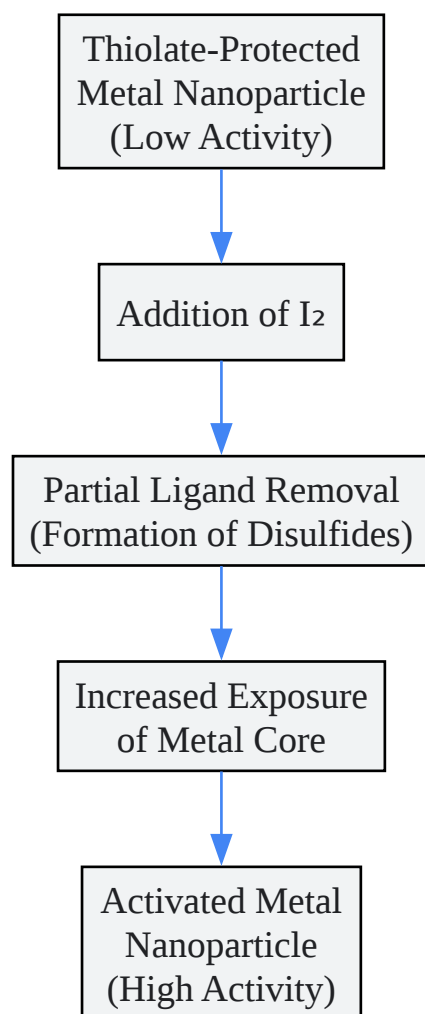 Thiolate-Protected
Metal Nanoparticle
(Low Activity)
Addition of I₂
Partial Ligand Removal
(Formation of Disulfides)
Increased Exposure
of Metal Core
Activated Metal
Nanoparticle
(High Activity)